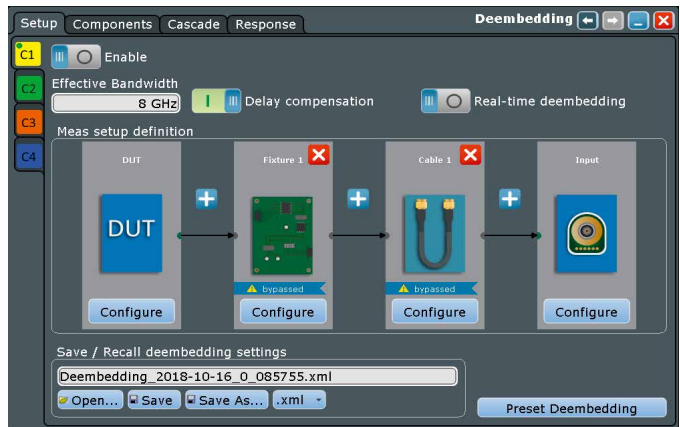 Setup Components Cascade Response Deembedding
C1 Enable
C2 Effective Bandwidth
8 GHz Delay compensation Real-time deembedding
C3 Meas setup definition
C4 DUT Fixture 1 Cable 1 Input
DUT
bypassed bypassed
Configure Configure Configure Configure
Save / Recall deembedding settings
Deembedding_2018-10-16_0_085755.xml
Open... Save Save As... .xml Preset Deembedding